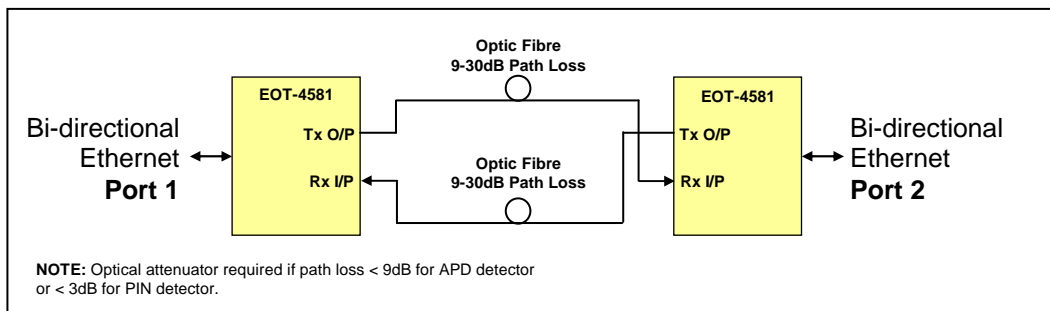 Optic Fibre
9-30dB Path Loss
EOT-4581
EOT-4581
Bi-directional
Ethernet
Port 1
Tx O/P
Rx I/P
Optic Fibre
9-30dB Path Loss
Tx O/P
Rx I/P
Bi-directional
Ethernet
Port 2
NOTE: Optical attenuator required if path loss < 9dB for APD detector
or < 3dB for PIN detector.